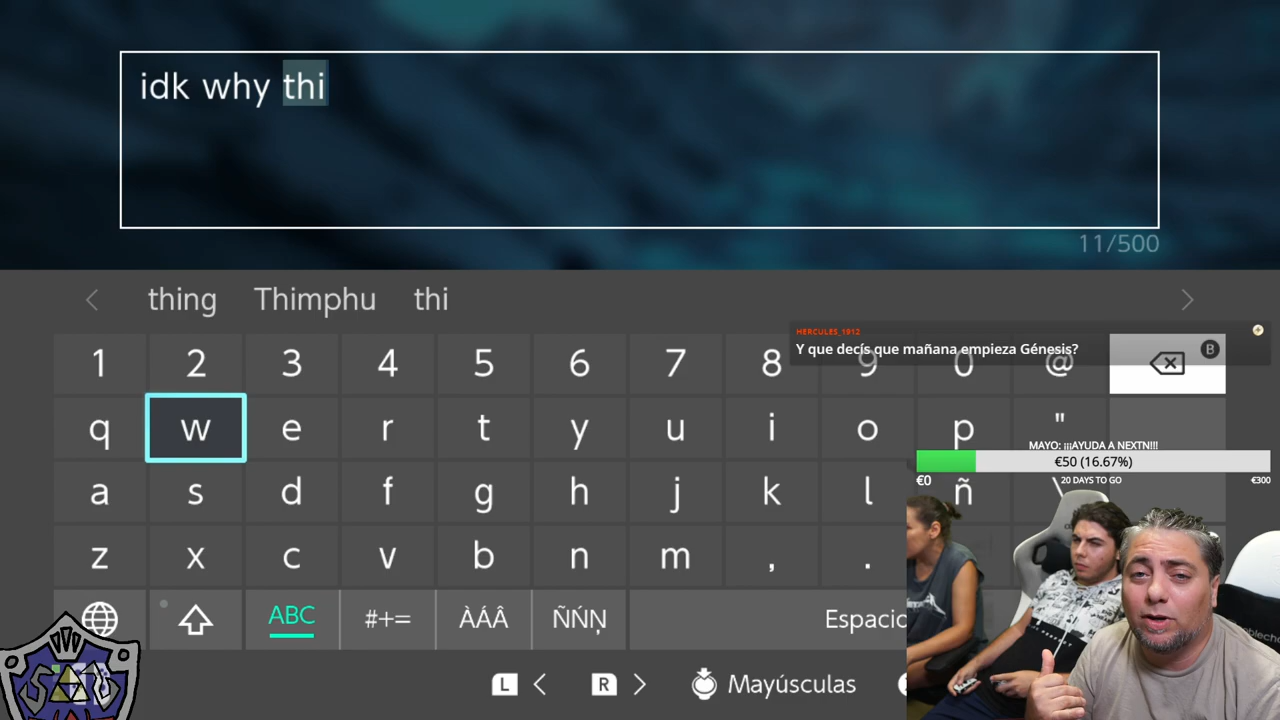 idk why thi
11/500
thing Thimphu thi
HERCULES_1912
Y que decís que mañana empieza Génesis?
1 2 3 4 5 6 7 8 9 0 @ B
q w e r t y u i o p "
MAYO: ¡¡¡AYUDA A NEXTN!!!
€50 (16.67%)
€0 20 DAYS TO GO €300
a s d f g h j k l ñ \
z x c v b n m , .
ABC #+= ÀÁÂ ÑŃŅ Espacio
L R Mayúsculas